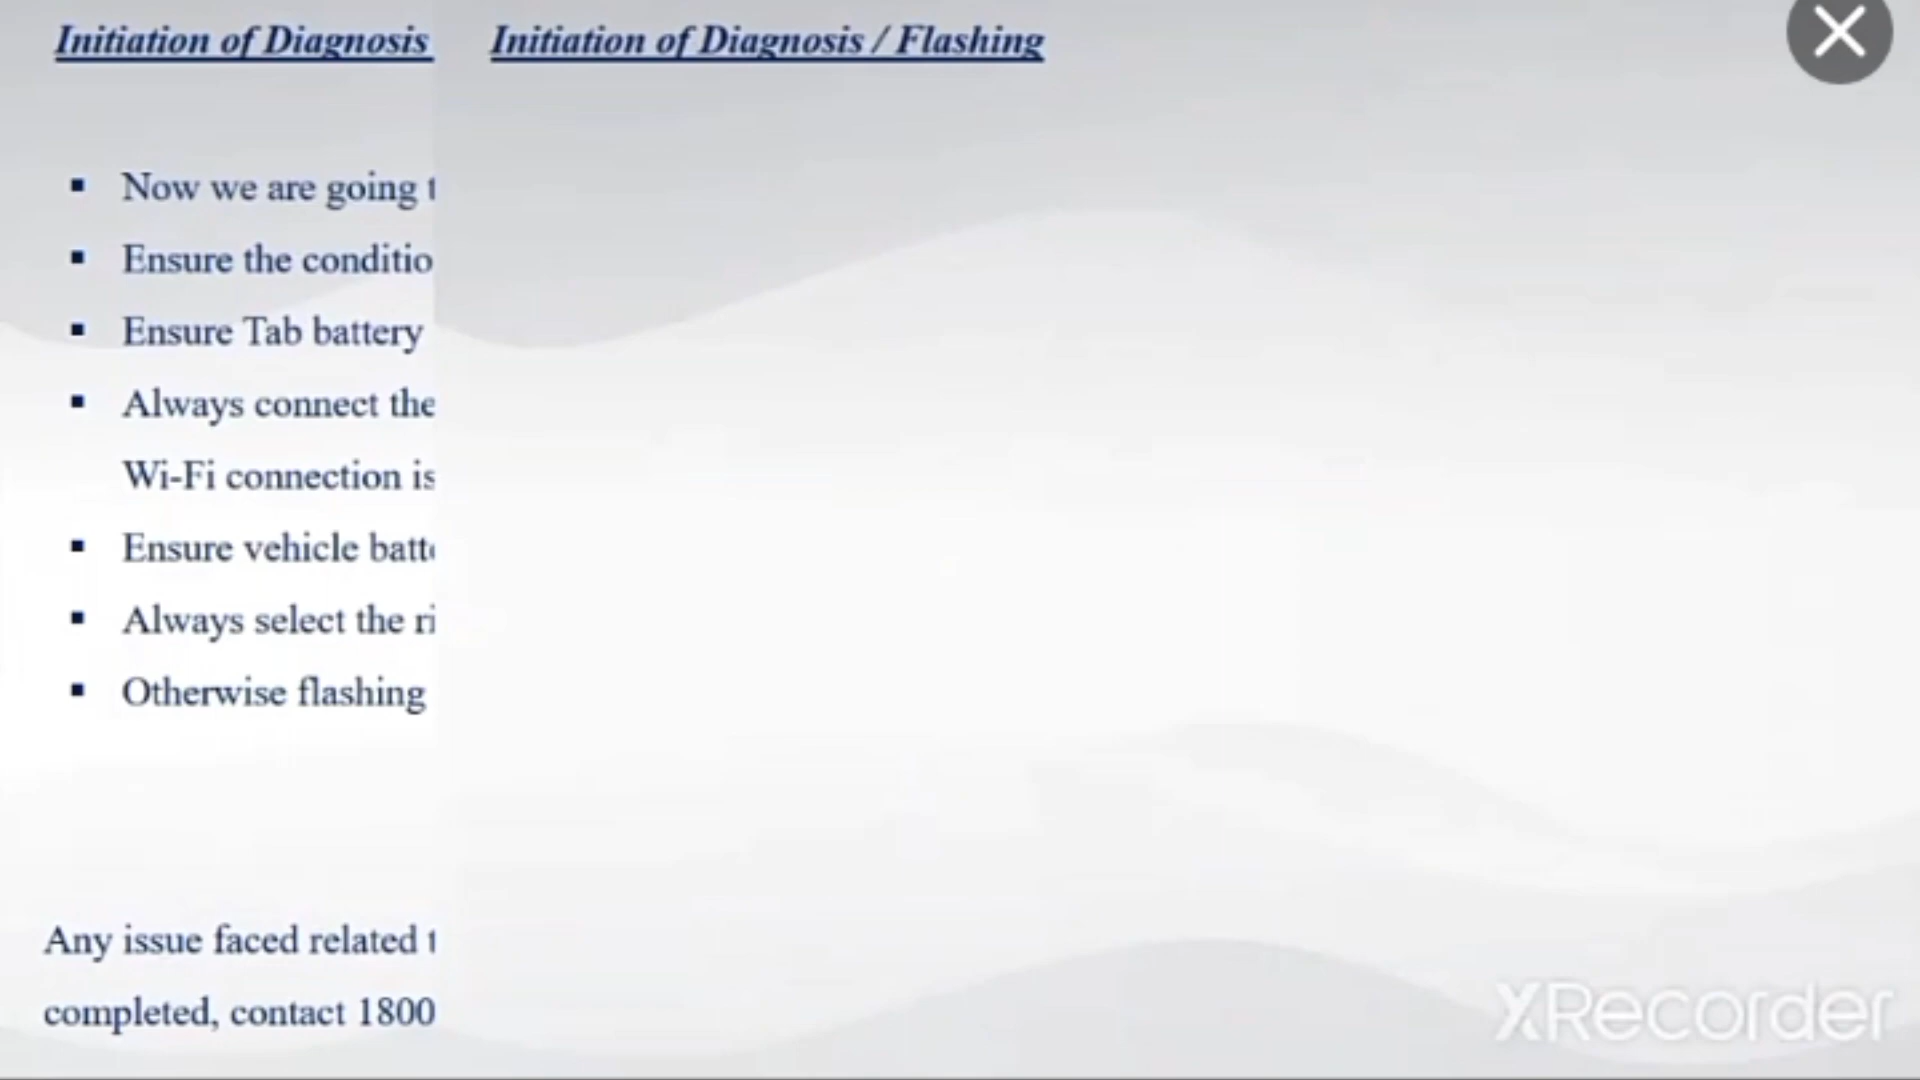 Initiation of Diagnosis
Initiation of Diagnosis / Flashing
Now we are going
Ensure the
Ensure Tab battery
Always connect the
Wi-Fi connection is
Ensure vehicle
Always select the
Otherwise flashing
Any issue faced related
completed, contact 1800
XRecorder